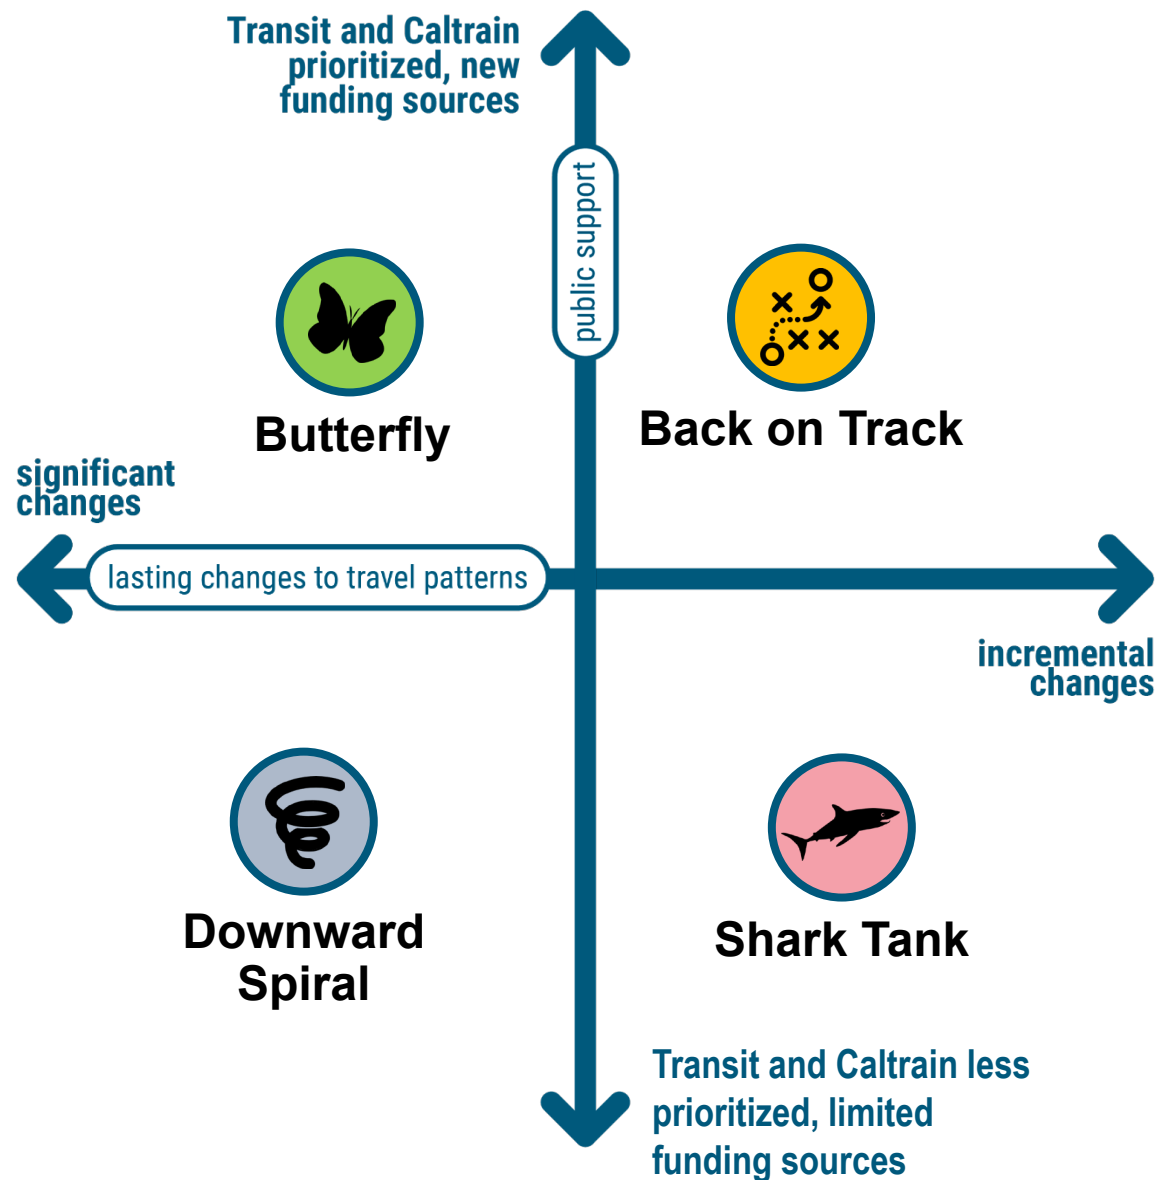 Transit and Caltrain
prioritized, new
funding sources
public support
Butterfly
Back on Track
significant
changes
lasting changes to travel patterns
incremental
changes
Downward
Spiral
Shark Tank
Transit and Caltrain less
prioritized, limited
funding sources